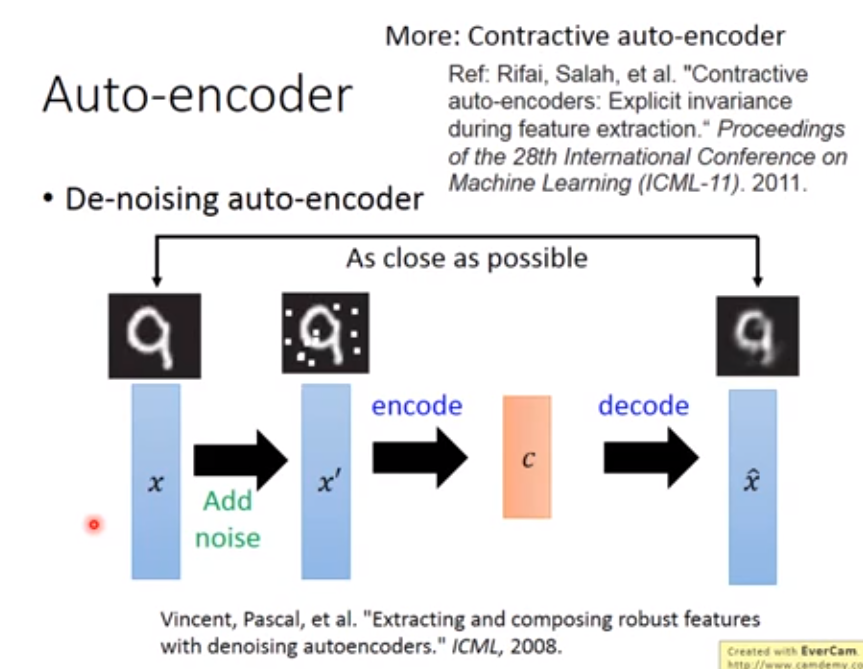 More: Contractive auto-encoder
Auto-encoder
Ref: Rifai, Salah, et al. "Contractive
auto-encoders: Explicit invariance
during feature extraction.“ Proceedings
of the 28th International Conference on
Machine Learning (ICML-11). 2011.
• De-noising auto-encoder
As close as possible
encode
decode
x
x′
c
x̂
Add
noise
Vincent, Pascal, et al. "Extracting and composing robust features
with denoising autoencoders." ICML, 2008.
Created with EverCam.
http://www.camdemy.co